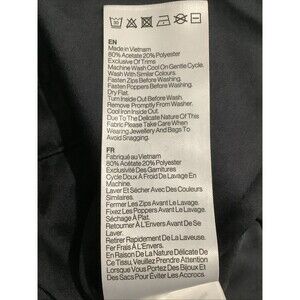 30
EN
Made in Vietnam
80% Acetate 20% Polyester
Exclusive Of Trims
Machine Wash Cool On Gentle Cycle.
Wash With Similar Colours.
Fasten Zips Before Washing.
Fasten Poppers Before Washing.
Dry Flat.
Turn Inside Out Before Wash.
Remove Promptly From Washer.
Cool Iron Inside Out.
Due To The Delicate Nature Of This
Fabric Please Take Care When
Wearing Jewellery And Bags To
Avoid Snagging.
FR
Fabriqué au Vietnam
80% Acétate 20% Polyester
Exclusivité Des Garnitures
Cycle Doux À Froid De Lavage En
Machine.
Laver Et Sécher Avec Des Couleurs
Similaires.
Fermer Les Zips Avant Lavage.
Fixez Les Poppers Avant Lavage.
Séchage À Plat.
Retourner À L'Envers Avant De
Laver.
Retirer Rapidement De La Laveuse.
Fer Froid À L'Envers.
En Raison De La Nature Délicate De
Ce Tissu, Veuillez Prendre Attention
Lorsque Vous Portez Des Bijoux Et
Des Sacs Pour Éviter Les Accrocs.